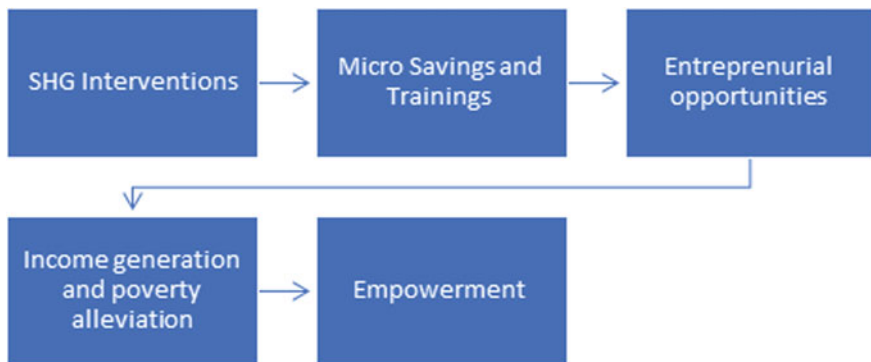 SHG Interventions
Micro Savings and
Trainings
Entreprenurial
opportunities
Income generation
and poverty
alleviation
Empowerment